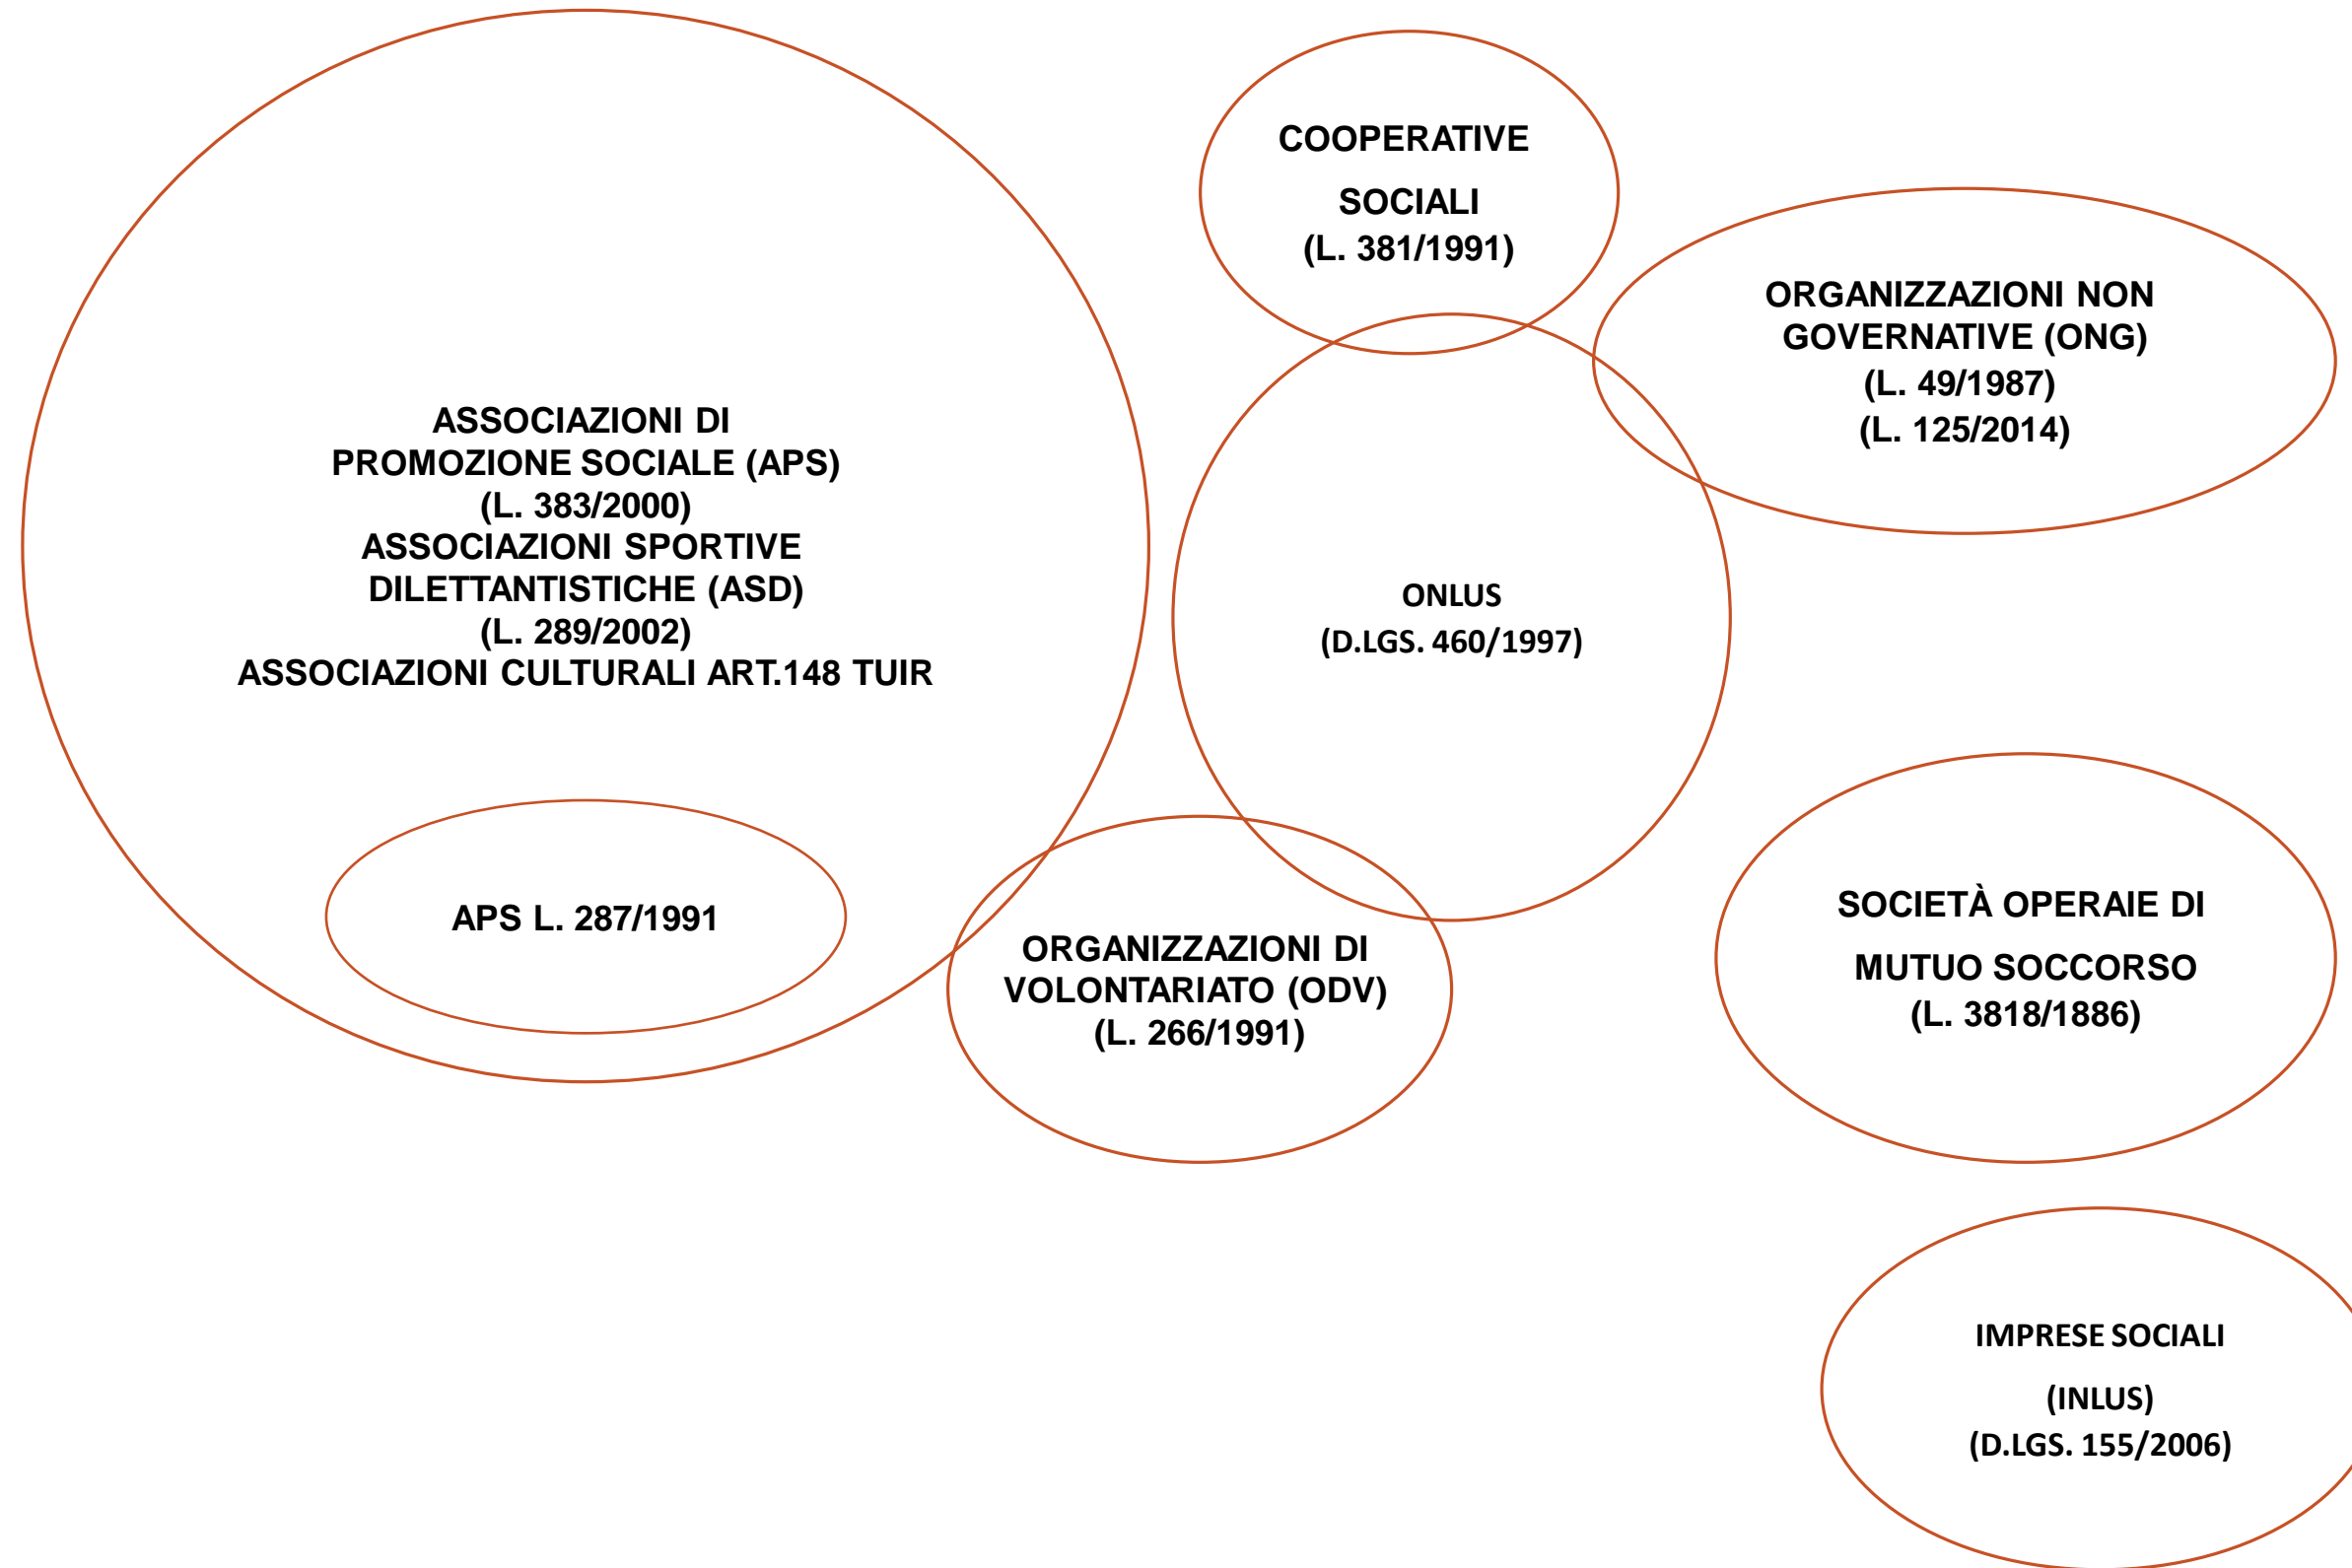 ASSOCIAZIONI DI
PROMOZIONE SOCIALE (APS)
(L. 383/2000)
ASSOCIAZIONI SPORTIVE
DILETTANTISTICHE (ASD)
(L. 289/2002)
ASSOCIAZIONI CULTURALI ART.148 TUIR
APS L. 287/1991
COOPERATIVE
SOCIALI
(L. 381/1991)
ORGANIZZAZIONI NON
GOVERNATIVE (ONG)
(L. 49/1987)
(L. 125/2014)
ONLUS
(D.LGS. 460/1997)
ORGANIZZAZIONI DI
VOLONTARIATO (ODV)
(L. 266/1991)
SOCIETÀ OPERAIE DI
MUTUO SOCCORSO
(L. 3818/1886)
IMPRESE SOCIALI
(INLUS)
(D.LGS. 155/2006)